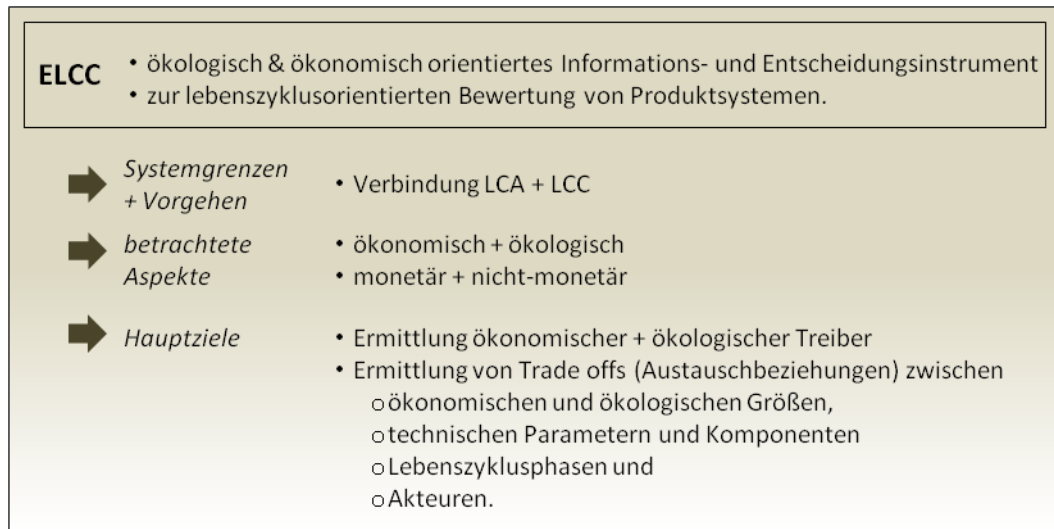 ELCC
• ökologisch & ökonomisch orientiertes Informations- und Entscheidungsinstrument
• zur lebenszyklusorientierten Bewertung von Produktsystemen.
Systemgrenzen
+ Vorgehen
• Verbindung LCA + LCC
betrachtete
Aspekte
• ökonomisch + ökologisch
• monetär + nicht-monetär
Hauptziele
• Ermittlung ökonomischer + ökologischer Treiber
• Ermittlung von Trade offs (Austauschbeziehungen) zwischen
o ökonomischen und ökologischen Größen,
o technischen Parametern und Komponenten
o Lebenszyklusphasen und
o Akteuren.